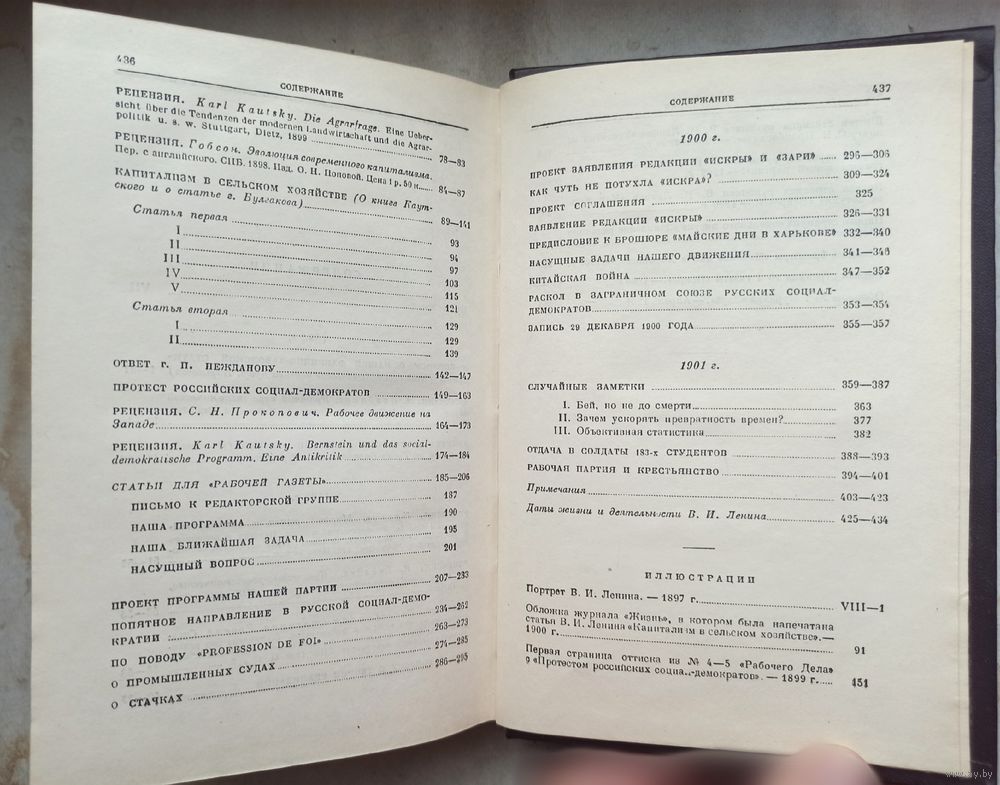 436
СОДЕРЖАНИЕ
РЕЦЕНЗИЯ. Karl Kautsky. Die Agrarfrage. Eine Ueber-
sicht über die Tendenzen der modernen Landwirtschaft und die Agrar-
politik u. s. w. Stuttgart, Dietz, 1899 78—83
РЕЦЕНЗИЯ. Гобсон. Эволюция современного капитализма.
Пер. с английского. СПБ. 1898. Изд. О. Н. Поповой. Цена 1 р. 50 к. 84—87
КАПИТАЛИЗМ В СЕЛЬСКОМ ХОЗЯЙСТВЕ (О книге Каут-
ского и о статье г. Булгакова) 89—141
Статья первая 93
I 94
II 97
III 103
IV 115
V 121
Статья вторая 129
I 129
II 139
ОТВЕТ г. П. НЕЖДАНОВУ 142—147
ПРОТЕСТ РОССИЙСКИХ СОЦИАЛ-ДЕМОКРАТОВ 149—163
РЕЦЕНЗИЯ. С. Н. Прокопович. Рабочее движение на
Западе 164—173
РЕЦЕНЗИЯ. Karl Kautsky. Bernstein und das social-
demokratische Programm. Eine Antikritik 174—184
СТАТЬИ ДЛЯ «РАБОЧЕЙ ГАЗЕТЫ» 185—206
ПИСЬМО К РЕДАКТОРСКОЙ ГРУППЕ 187
НАША ПРОГРАММА 190
НАША БЛИЖАЙШАЯ ЗАДАЧА 195
НАСУЩНЫЙ ВОПРОС 201
ПРОЕКТ ПРОГРАММЫ НАШЕЙ ПАРТИИ 207—233
ПОПЯТНОЕ НАПРАВЛЕНИЕ В РУССКОЙ СОЦИАЛ-ДЕМО-
КРАТИИ 234—262
ПО ПОВОДУ «PROFESSION DE FOI» 263—273
О ПРОМЫШЛЕННЫХ СУДАХ 274—285
О СТАЧКАХ 286—295
СОДЕРЖАНИЕ
437
1900 г.
ПРОЕКТ ЗАЯВЛЕНИЯ РЕДАКЦИИ «ИСКРЫ» И «ЗАРИ» 295—306
КАК ЧУТЬ НЕ ПОТУХЛА «ИСКРА»? 309—324
ПРОЕКТ СОГЛАШЕНИЯ 325
ЗАЯВЛЕНИЕ РЕДАКЦИИ «ИСКРЫ» 326—331
ПРЕДИСЛОВИЕ К БРОШЮРЕ «МАЙСКИЕ ДНИ В ХАРЬКОВЕ» 332—340
НАСУЩНЫЕ ЗАДАЧИ НАШЕГО ДВИЖЕНИЯ 341—346
КИТАЙСКАЯ ВОЙНА 347—352
РАСКОЛ В ЗАГРАНИЧНОМ СОЮЗЕ РУССКИХ СОЦИАЛ-
ДЕМОКРАТОВ 353—354
ЗАПИСЬ 29 ДЕКАБРЯ 1900 ГОДА 355—357
1901 г.
СЛУЧАЙНЫЕ ЗАМЕТКИ 359—387
I. Бей, но не до смерти 363
II. Зачем ускорять превратность времен? 377
III. Объективная статистика 382
ОТДАЧА В СОЛДАТЫ 183-х СТУДЕНТОВ 388—393
РАБОЧАЯ ПАРТИЯ И КРЕСТЬЯНСТВО 394—401
Примечания 403—423
Даты жизни и деятельности В. И. Ленина 425—434
ИЛЛЮСТРАЦИИ
Портрет В. И. Ленина. — 1897 г. VIII—1
Обложка журнала «Жизнь», в котором была напечатана
статья В. И. Ленина «Капитализм в сельском хозяйстве».—
1900 г. 91
Первая страница оттиска из № 4—5 «Рабочего Дела»
с «Протестом российских социал-демократов». — 1899 г. 151